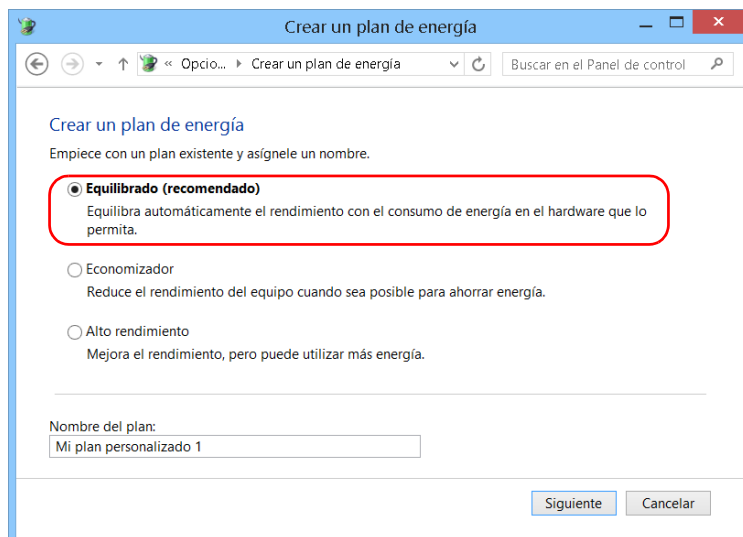 Crear un plan de energía
« Opcio... Crear un plan de energía
Buscar en el Panel de control
Crear un plan de energía
Empiece con un plan existente y asígnele un nombre.
Equilibrado (recomendado)
Equilibra automáticamente el rendimiento con el consumo de energía en el hardware que lo
permita.
Economizador
Reduce el rendimiento del equipo cuando sea posible para ahorrar energía.
Alto rendimiento
Mejora el rendimiento, pero puede utilizar más energía.
Nombre del plan:
Mi plan personalizado 1
Siguiente Cancelar